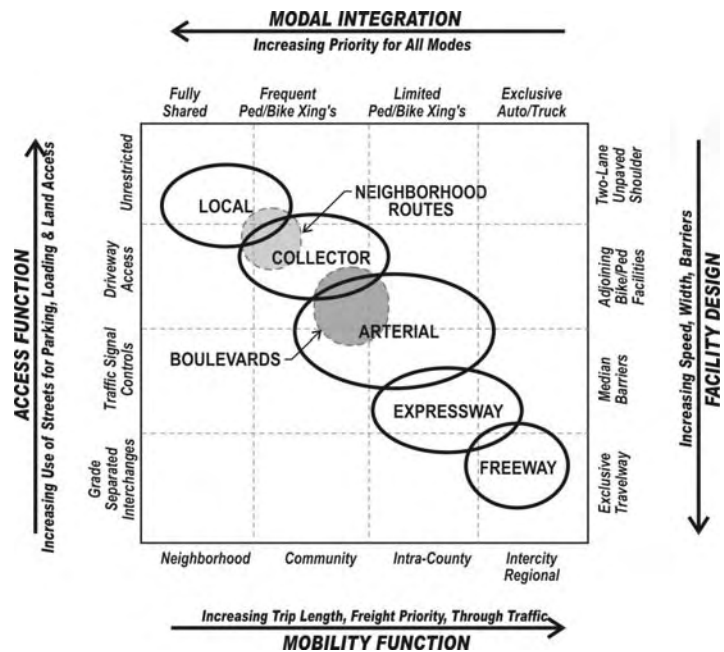 MODAL INTEGRATION
Increasing Priority for All Modes
Fully
Shared
Frequent
Ped/Bike Xing's
Limited
Ped/Bike Xing's
Exclusive
Auto/Truck
ACCESS FUNCTION
Increasing Use of Streets for Parking, Loading & Land Access
Unrestricted
Driveway
Access
Traffic Signal
Controls
Grade
Separated
Interchanges
LOCAL
NEIGHBORHOOD
ROUTES
COLLECTOR
BOULEVARDS
ARTERIAL
EXPRESSWAY
FREEWAY
Two-Lane
Unpaved
Shoulder
Adjoining
Bike/Ped
Facilities
Median
Barriers
Exclusive
Travelway
Increasing Speed, Width, Barriers
FACILITY DESIGN
Neighborhood
Community
Intra-County
Intercity
Regional
Increasing Trip Length, Freight Priority, Through Traffic
MOBILITY FUNCTION